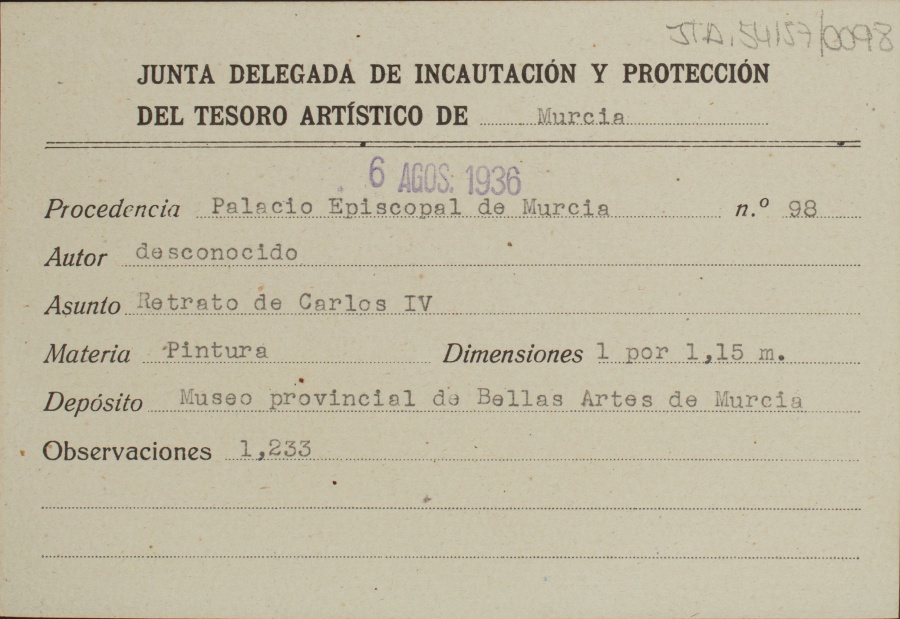 JTA, 54157/0098
JUNTA DELEGADA DE INCAUTACIÓN Y PROTECCIÓN
DEL TESORO ARTÍSTICO DE Murcia
6 AGOS. 1936
Procedencia Palacio Episcopal de Murcia n.º 98
Autor desconocido
Asunto Retrato de Carlos IV
Materia Pintura Dimensiones 1 por 1,15 m.
Depósito Museo provincial de Bellas Artes de Murcia
Observaciones 1,233